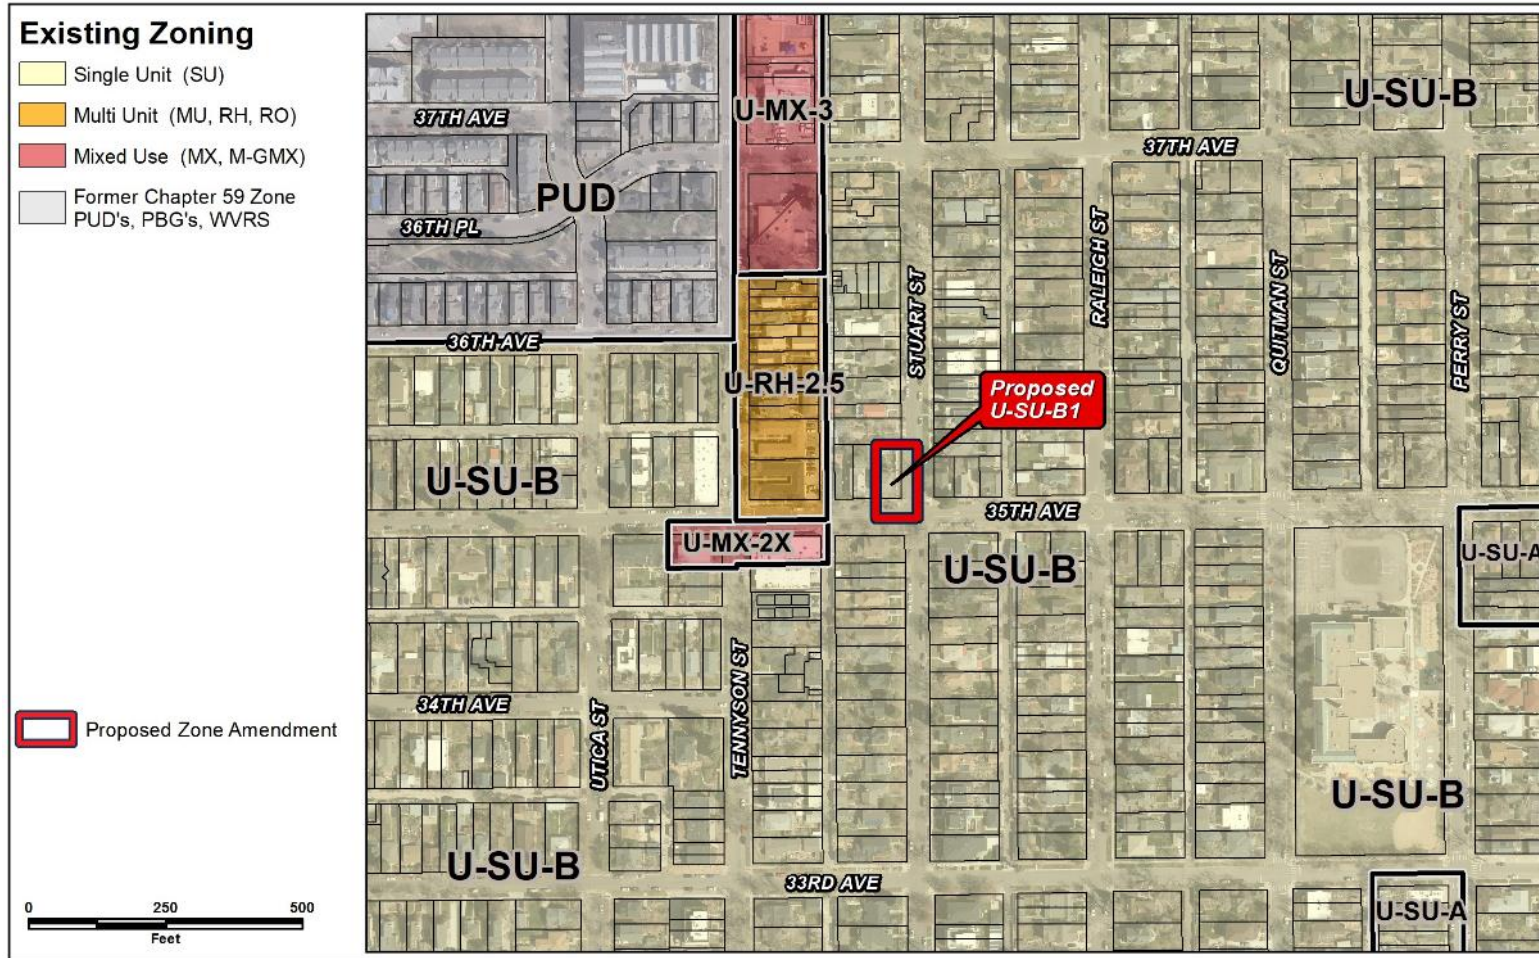 Existing Zoning
Single Unit (SU)
Multi Unit (MU, RH, RO)
Mixed Use (MX, M-GMX)
Former Chapter 59 Zone
PUD's, PBG's, WVRS
Proposed Zone Amendment
0 250 500
Feet
U-MX-3
U-SU-B
37TH AVE
37TH AVE
PUD
36TH PL
RALEIGH ST
STUART ST
QUITMAN ST
PERRY ST
36TH AVE
U-RH-2.5
Proposed
U-SU-B1
U-SU-B
35TH AVE
U-MX-2X
U-SU-A
U-SU-B
TENNYSON ST
34TH AVE
UTICA ST
U-SU-B
U-SU-B
33RD AVE
U-SU-A